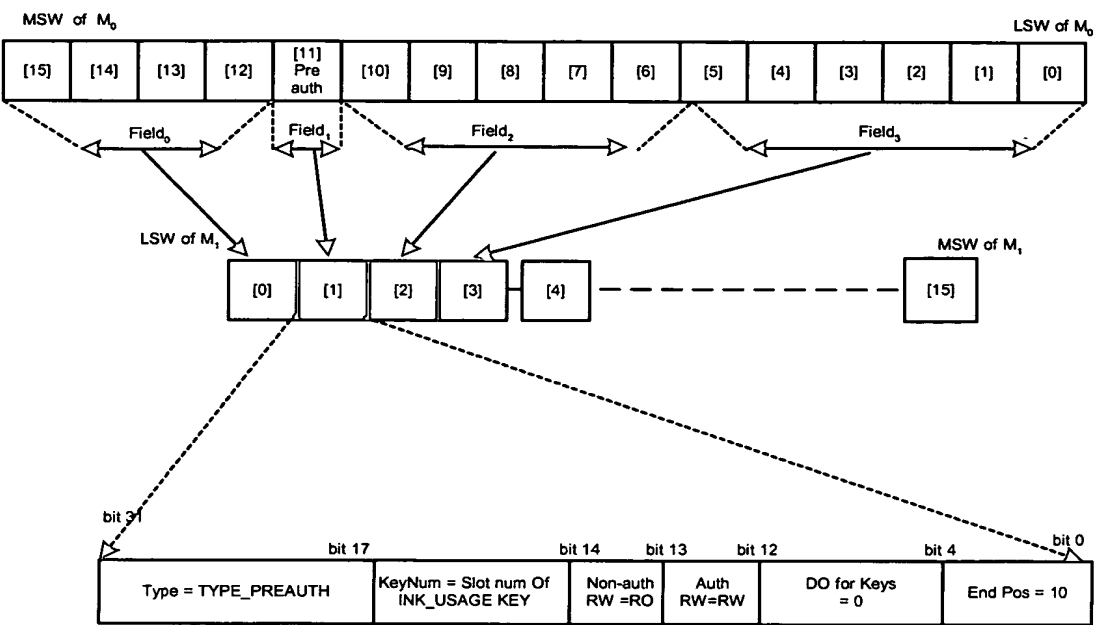 MSW of M0
LSW of M0
[15] [14] [13] [12] [11] Pre auth [10] [9] [8] [7] [6] [5] [4] [3] [2] [1] [0]
Field0 Field1 Field2 Field3
LSW of M1
MSW of M1
[0] [1] [2] [3] [4] [15]
bit 31
bit 17
bit 14
bit 13
bit 12
bit 4
bit 0
Type = TYPE_PREAUTH
KeyNum = Slot num Of
INK_USAGE KEY
Non-auth
RW =RO
Auth
RW=RW
DO for Keys
= 0
End Pos = 10